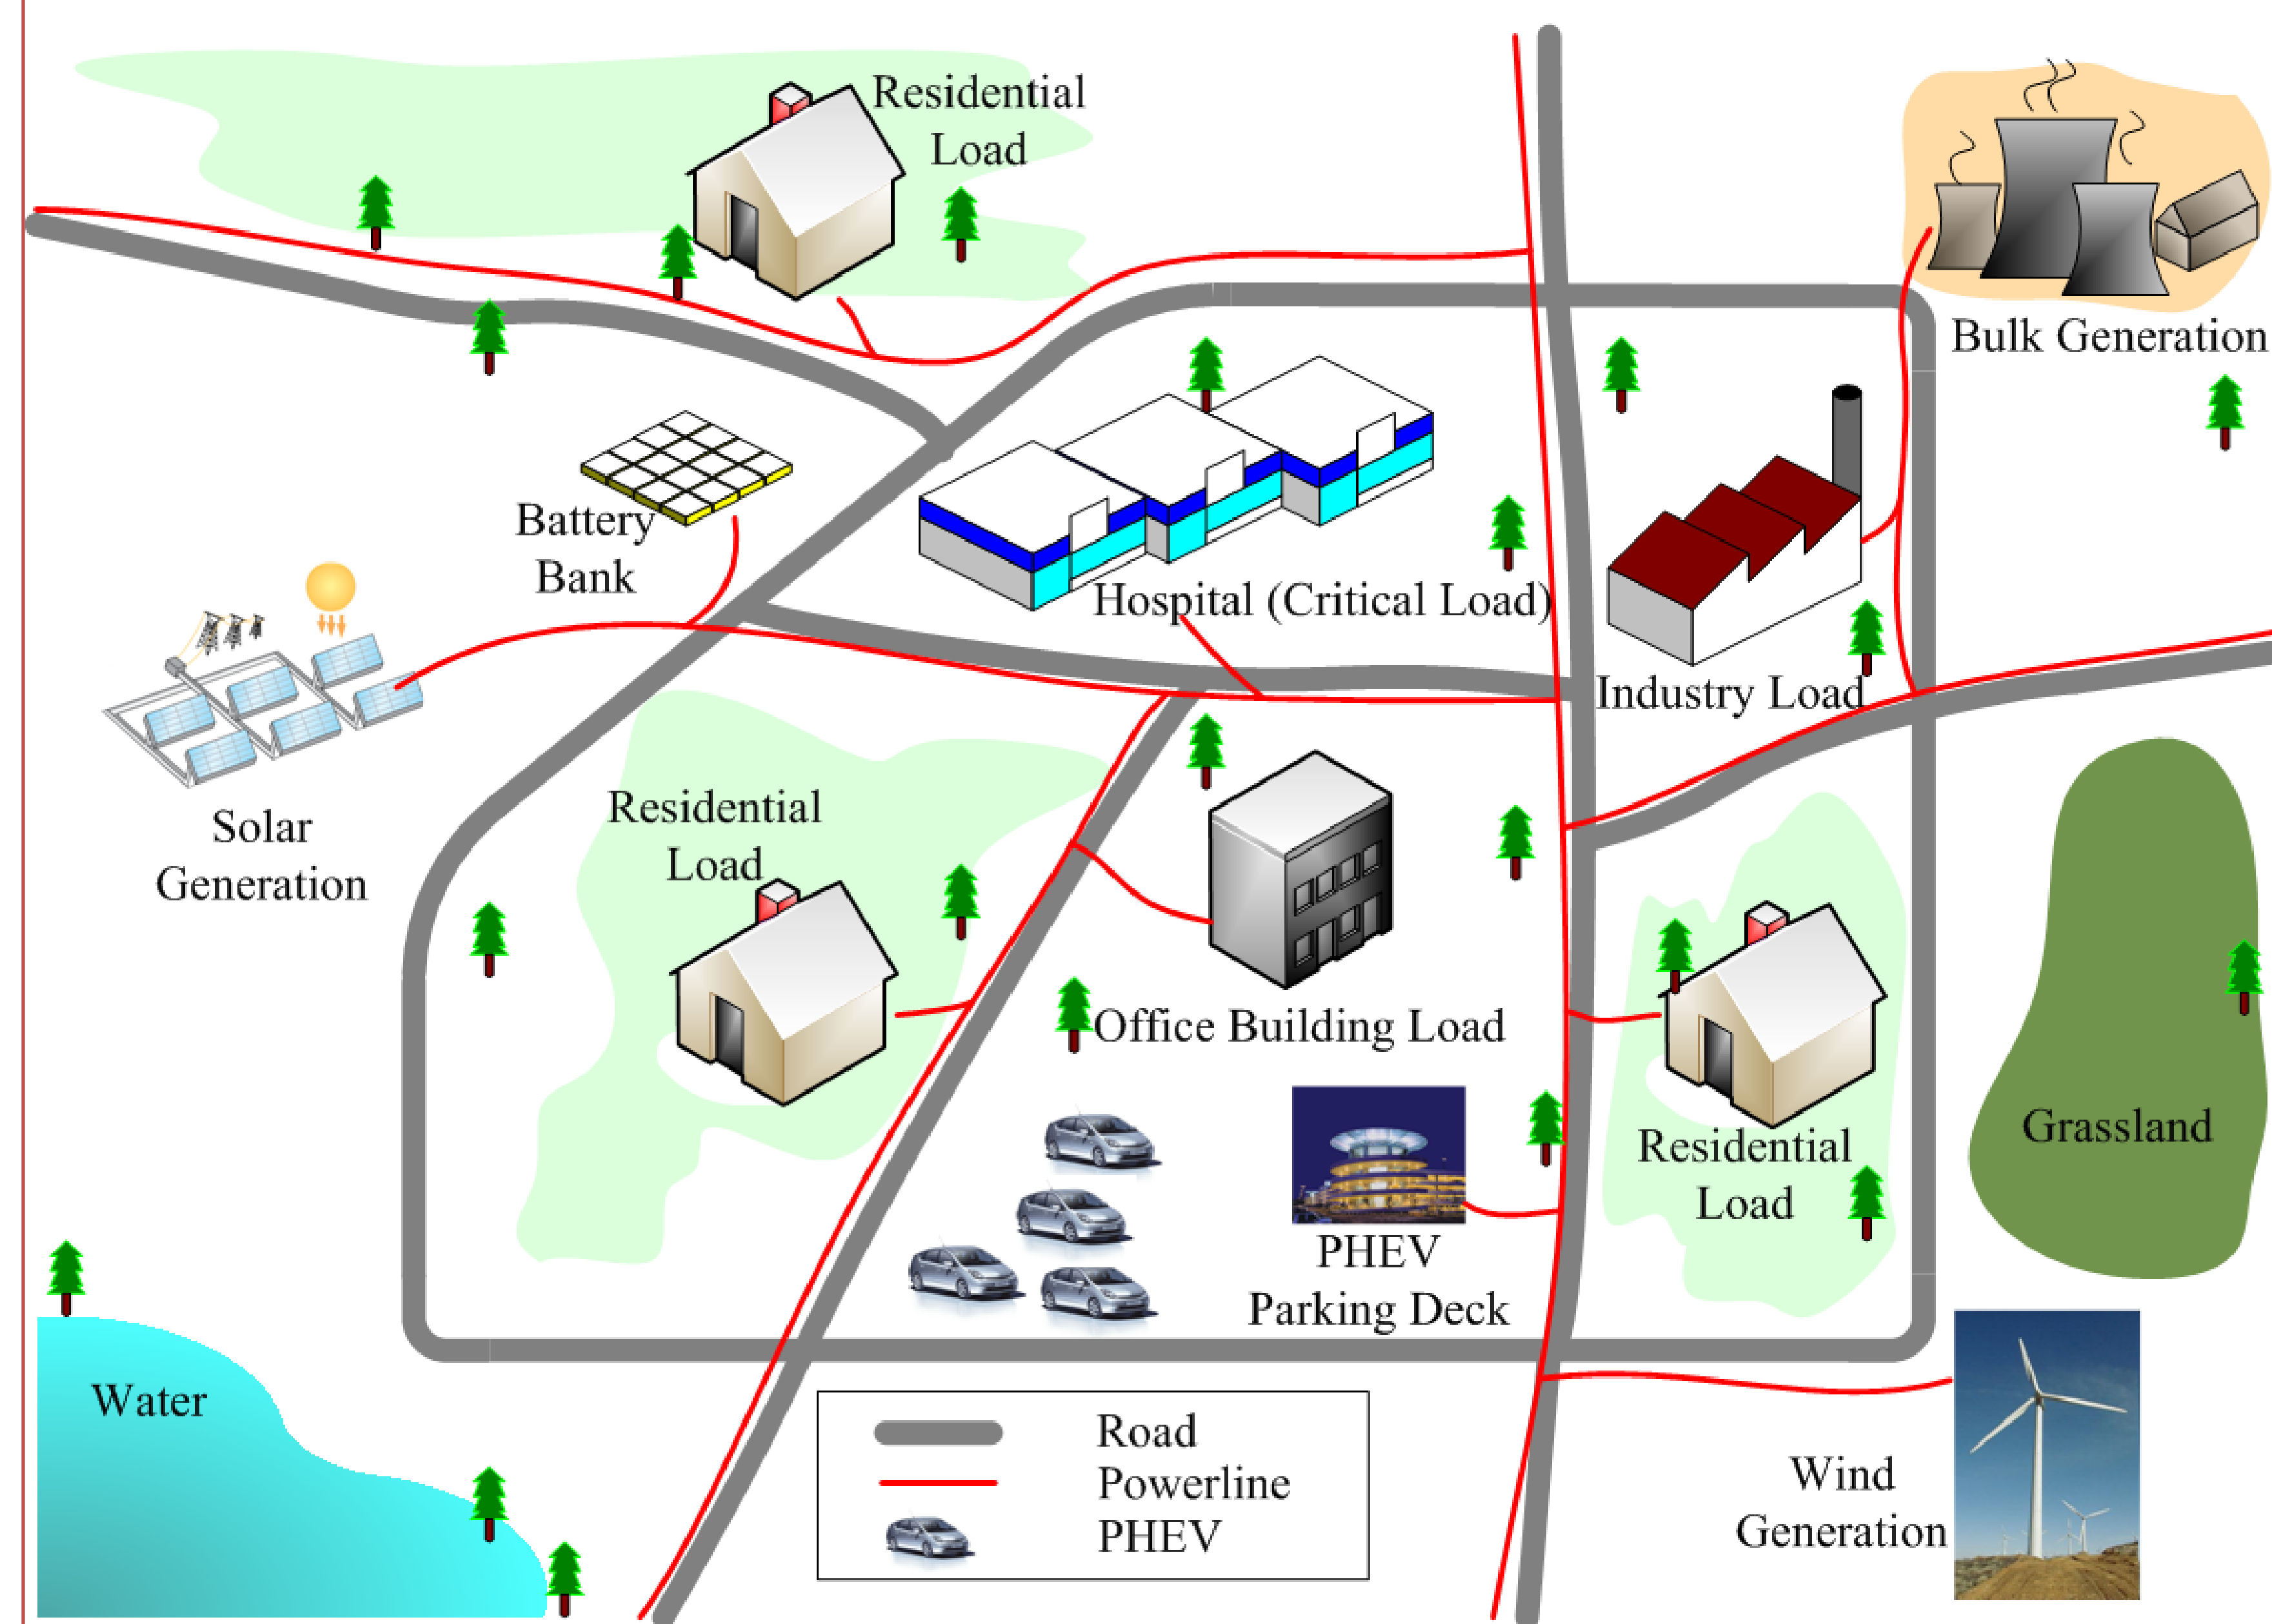 Residential
Load
Bulk Generation
Battery
Bank
Hospital (Critical Load)
Industry Load
Solar
Generation
Residential
Load
Office Building Load
Grassland
Residential
Load
PHEV
Parking Deck
Water
Road
Powerline
PHEV
Wind
Generation